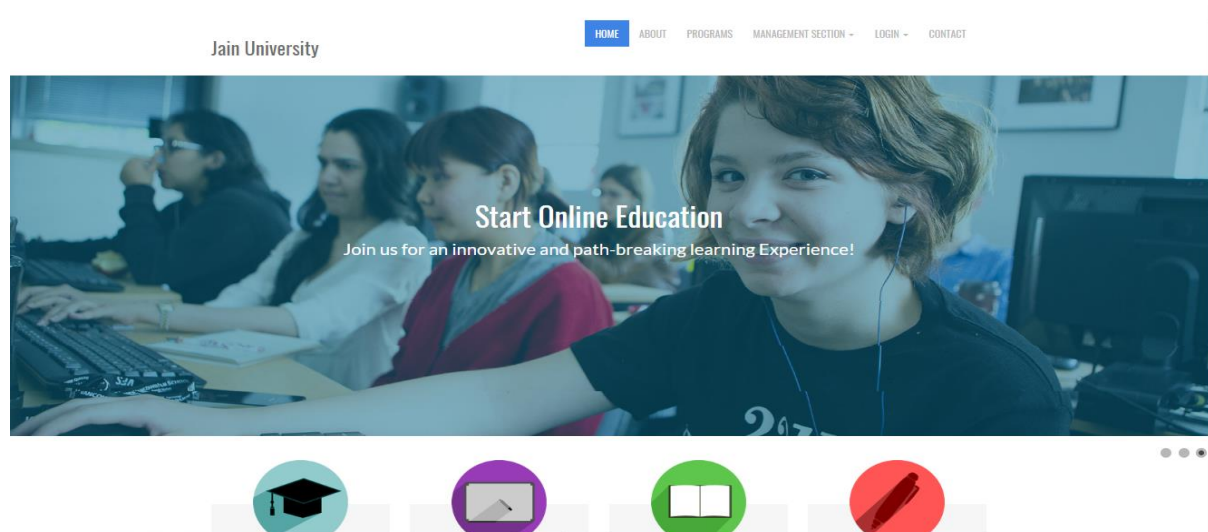 Jain University
HOME ABOUT PROGRAMS MANAGEMENT SECTION LOGIN CONTACT
Start Online Education
Join us for an innovative and path-breaking learning Experience!
VFS